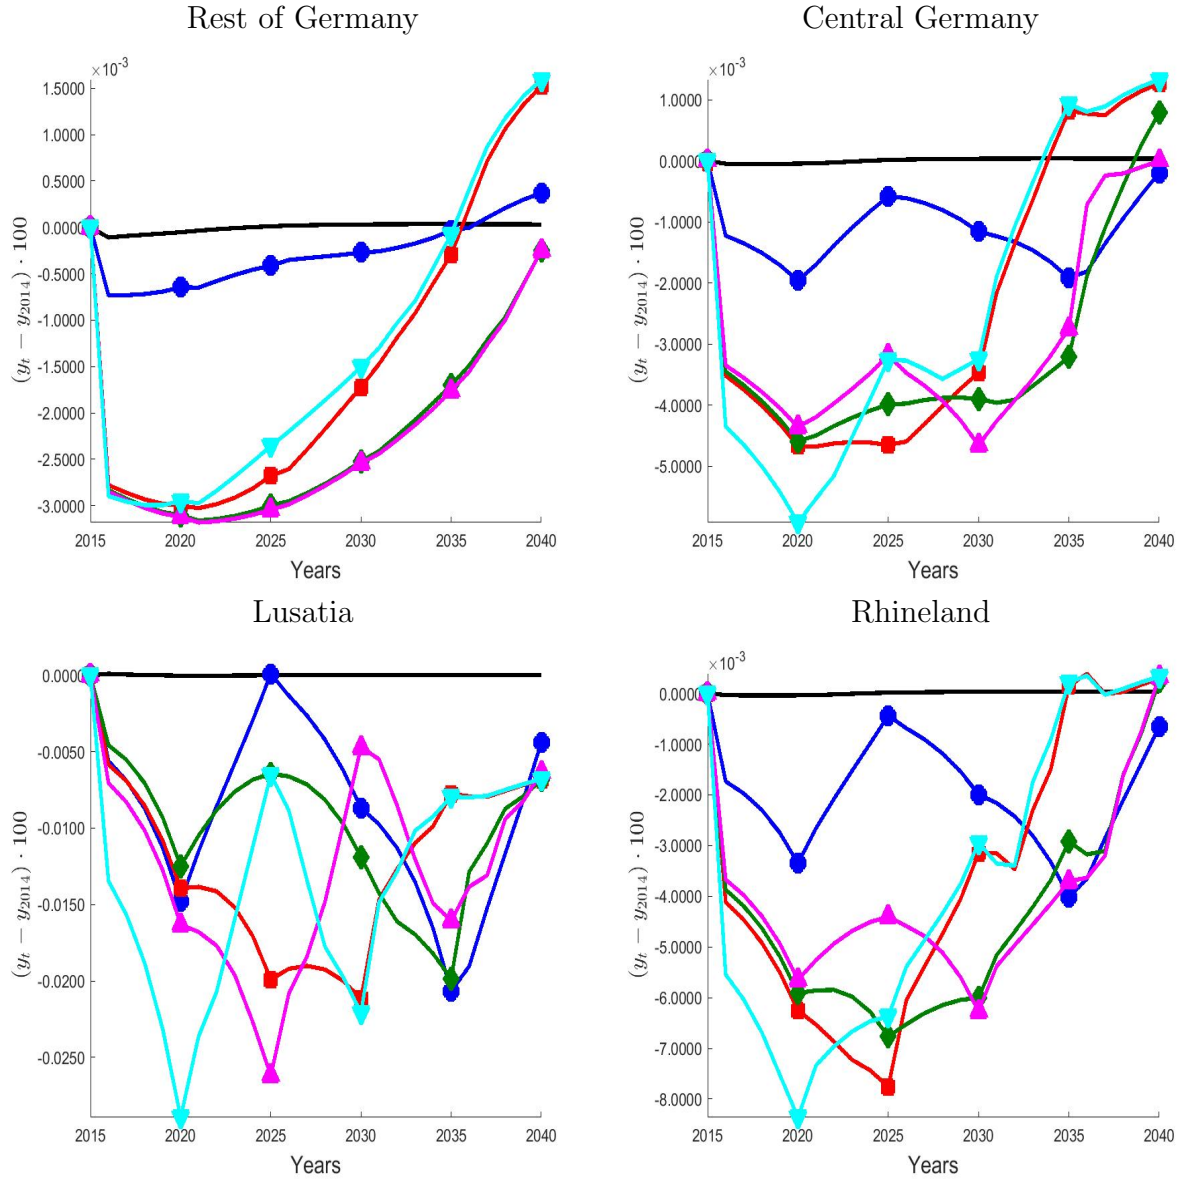 Rest of Germany
×10⁻³
1.5000
1.0000
0.5000
0.0000
-0.5000
-1.0000
-1.5000
-2.0000
-2.5000
-3.0000
(yₜ − y₂₀₁₄) · 100
2015 2020 2025 2030 2035 2040
Years
Central Germany
×10⁻³
1.0000
0.0000
-1.0000
-2.0000
-3.0000
-4.0000
-5.0000
(yₜ − y₂₀₁₄) · 100
2015 2020 2025 2030 2035 2040
Years
Lusatia
0.0000
-0.0050
-0.0100
-0.0150
-0.0200
-0.0250
(yₜ − y₂₀₁₄) · 100
2015 2020 2025 2030 2035 2040
Years
Rhineland
×10⁻³
0.0000
-1.0000
-2.0000
-3.0000
-4.0000
-5.0000
-6.0000
-7.0000
-8.0000
(yₜ − y₂₀₁₄) · 100
2015 2020 2025 2030 2035 2040
Years